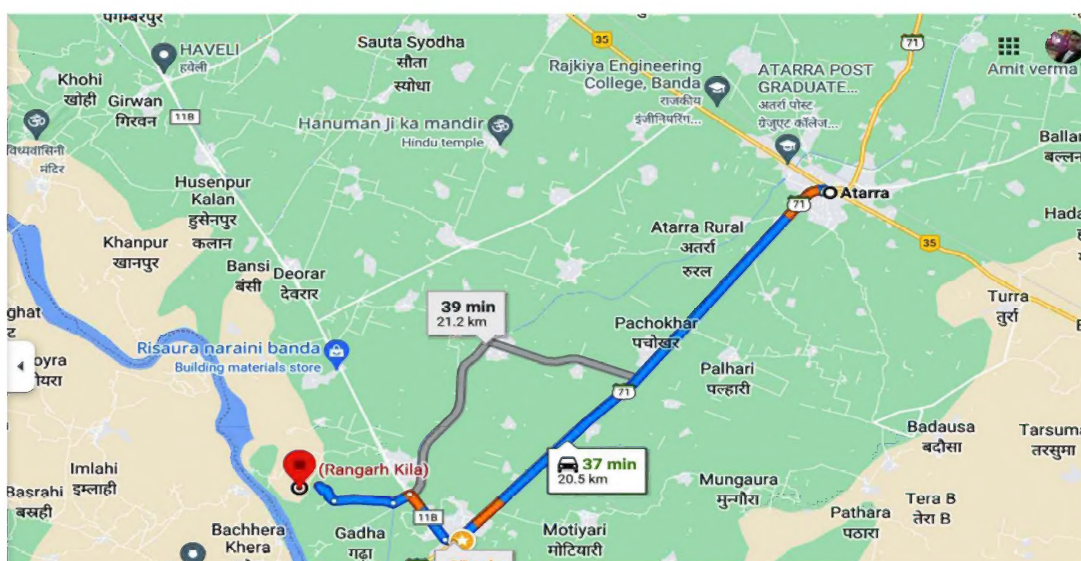 पैगम्बरपुर
HAVELI
हवेली
Khohi
खोही
Girwan
गिरवन
11B
विंध्यवासिनी
मंदिर
Sauta Syodha
सौता
स्योधा
Hanuman Ji ka mandir
Hindu temple
35
71
Rajkiya Engineering
College, Banda
राजकीय
इंजीनियरिंग...
ATARRA POST
GRADUATE...
अतर्रा पोस्ट
ग्रेजुएट कॉलेज...
Amit verma
Husenpur
Kalan
हुसेनपुर
कलान
Khanpur
खानपुर
Bansi
बंसी
Deorar
देवरार
71
Atarra
Atarra Rural
अतर्रा
रुरल
35
Turra
तुर्रा
39 min
21.2 km
Risaura naraini banda
Building materials store
Pachokhar
पचोखर
71
Palhari
पल्हारी
Badausa
बदौसा
Tarsuma
तरसुमा
Imlahi
इम्लाही
Basrahi
बस्रही
(Rangarh Kila)
37 min
20.5 km
Mungaura
मुन्गौरा
Tera B
तेरा B
Pathara
पठारा
Bachhera
Khera
Gadha
गढ़ा
11B
Motiyari
मोटियारी